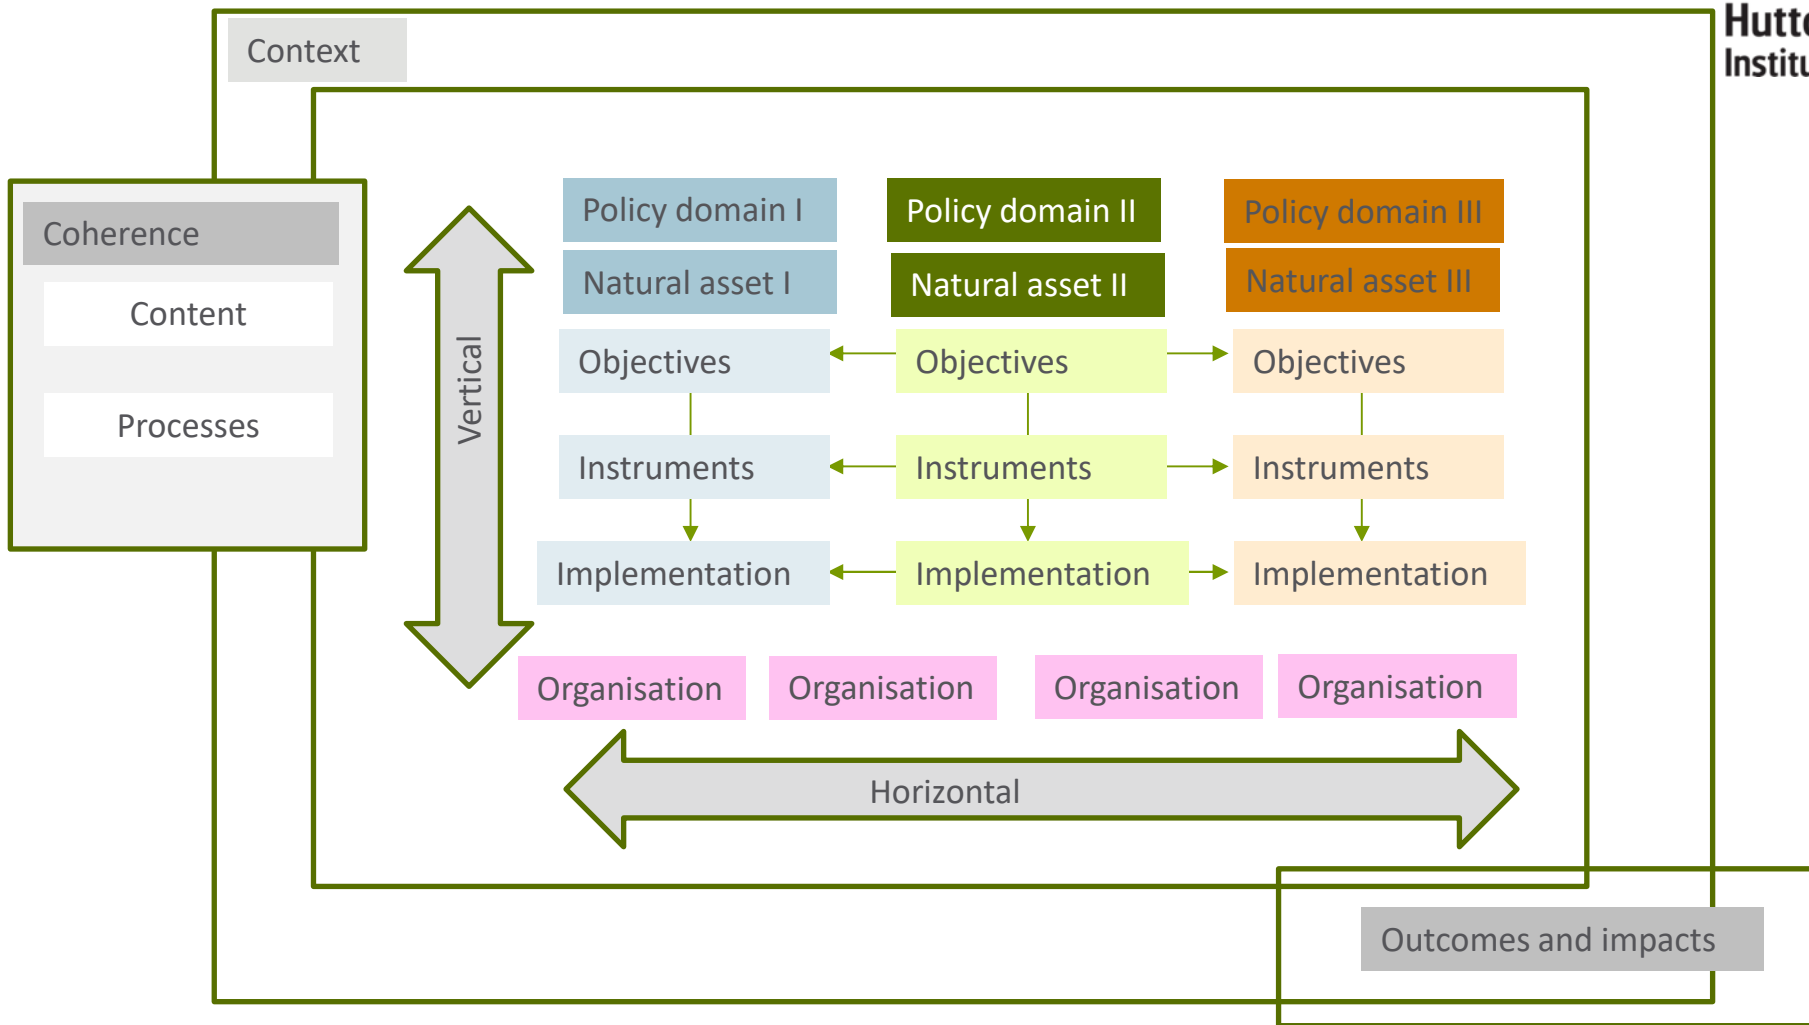 Context
Coherence
Content
Processes
Vertical
Policy domain I
Policy domain II
Policy domain III
Natural asset I
Natural asset II
Natural asset III
Objectives
Objectives
Objectives
Instruments
Instruments
Instruments
Implementation
Implementation
Implementation
Organisation
Organisation
Organisation
Organisation
Horizontal
Outcomes and impacts